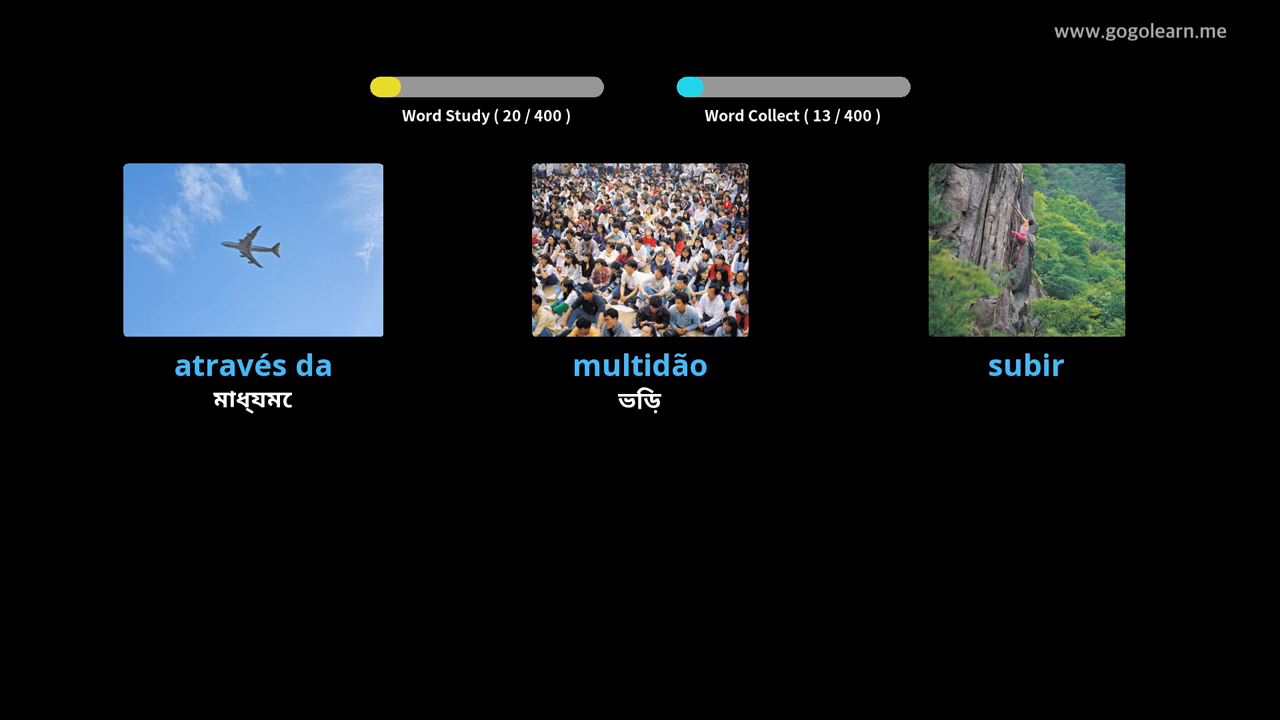 www.gogolearn.me
Word Study ( 20 / 400 )
Word Collect ( 13 / 400 )
através da
multidão
subir
মাধ্যমে
ভিড়